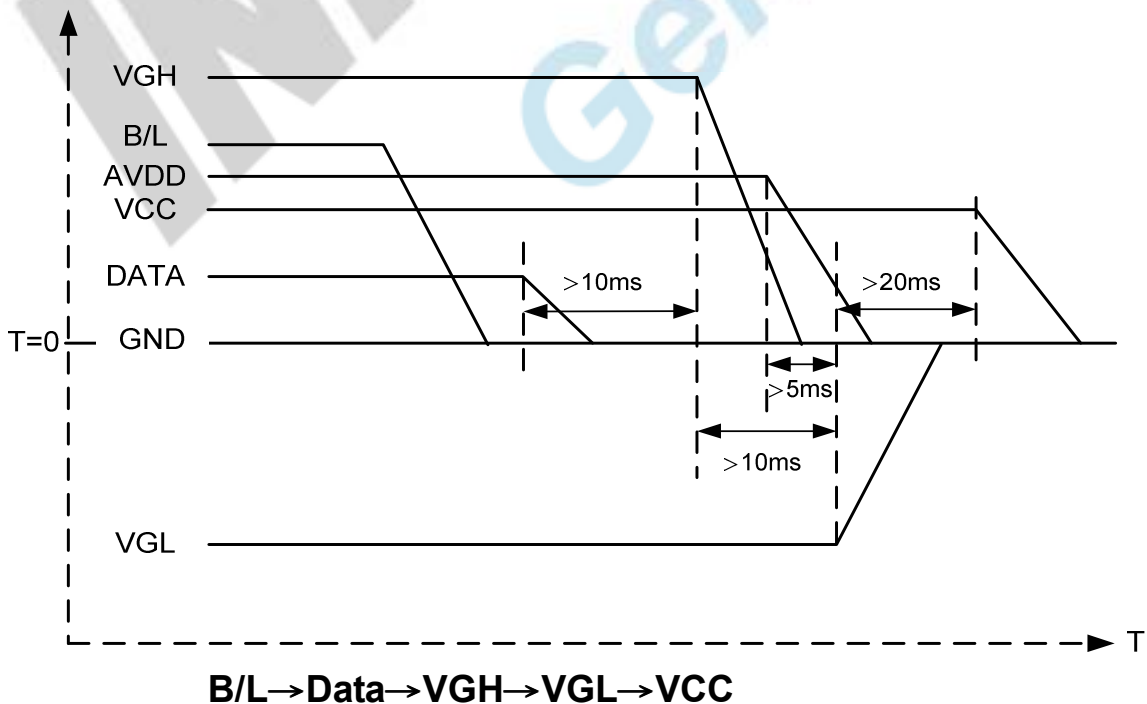 VGH
B/L
AVDD
VCC
DATA
>10ms
>20ms
T=0
GND
>5ms
>10ms
VGL
T
B/L→Data→VGH→VGL→VCC